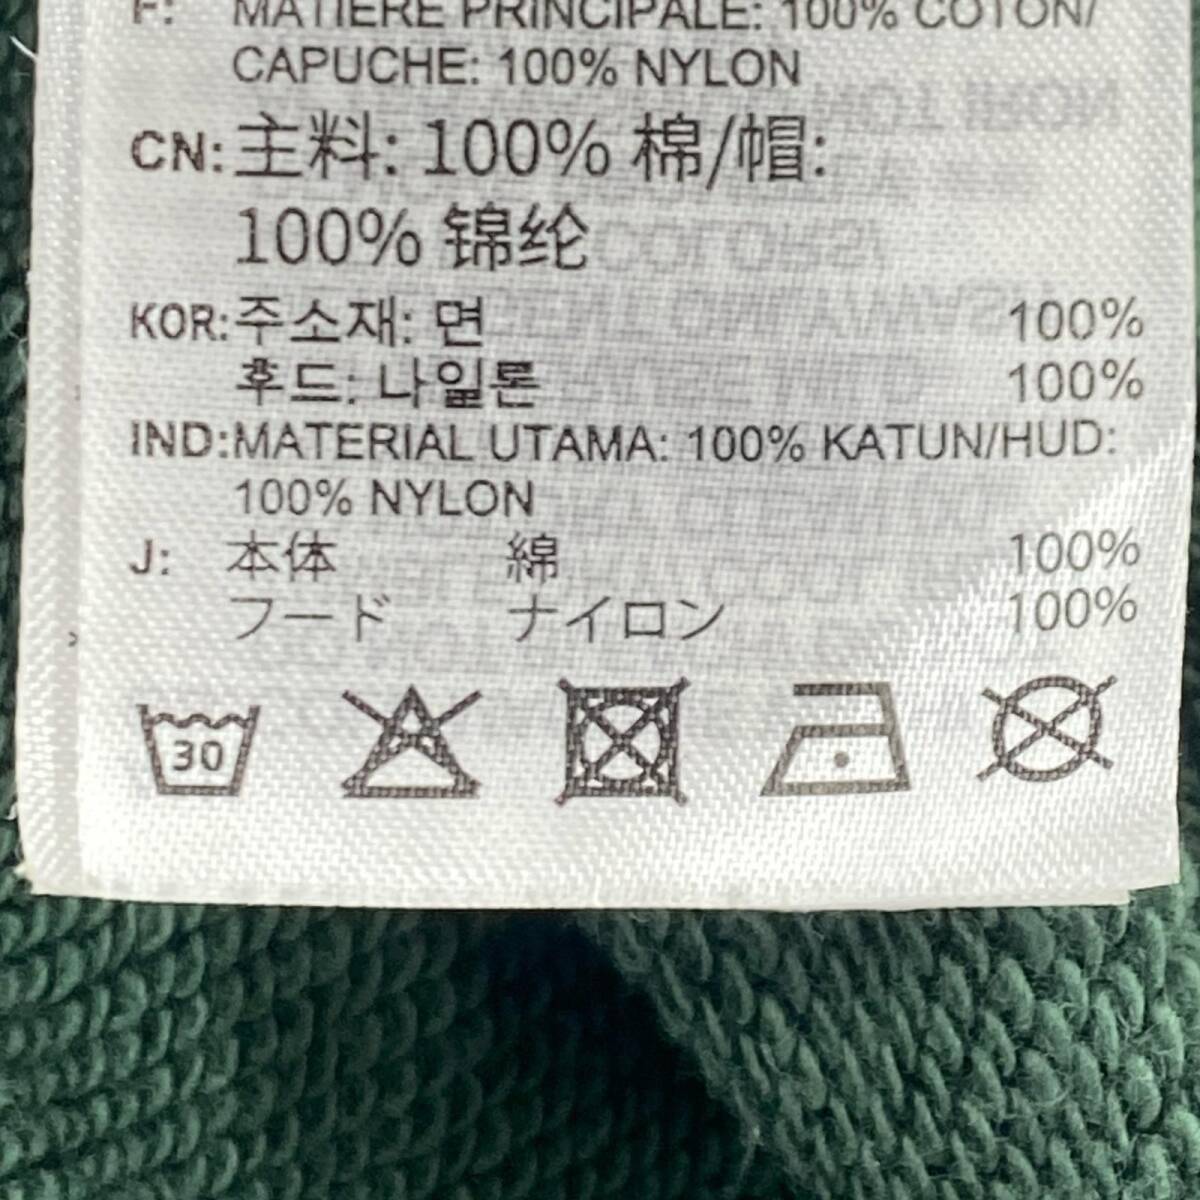 F: MATIÈRE PRINCIPALE: 100% COTON/
CAPUCHE: 100% NYLON
CN: 主料: 100% 棉/帽:
100% 锦纶
KOR: 주소재: 면 100%
후드: 나일론 100%
IND: MATERIAL UTAMA: 100% KATUN/HUD:
100% NYLON
J: 本体 綿 100%
フード ナイロン 100%
30